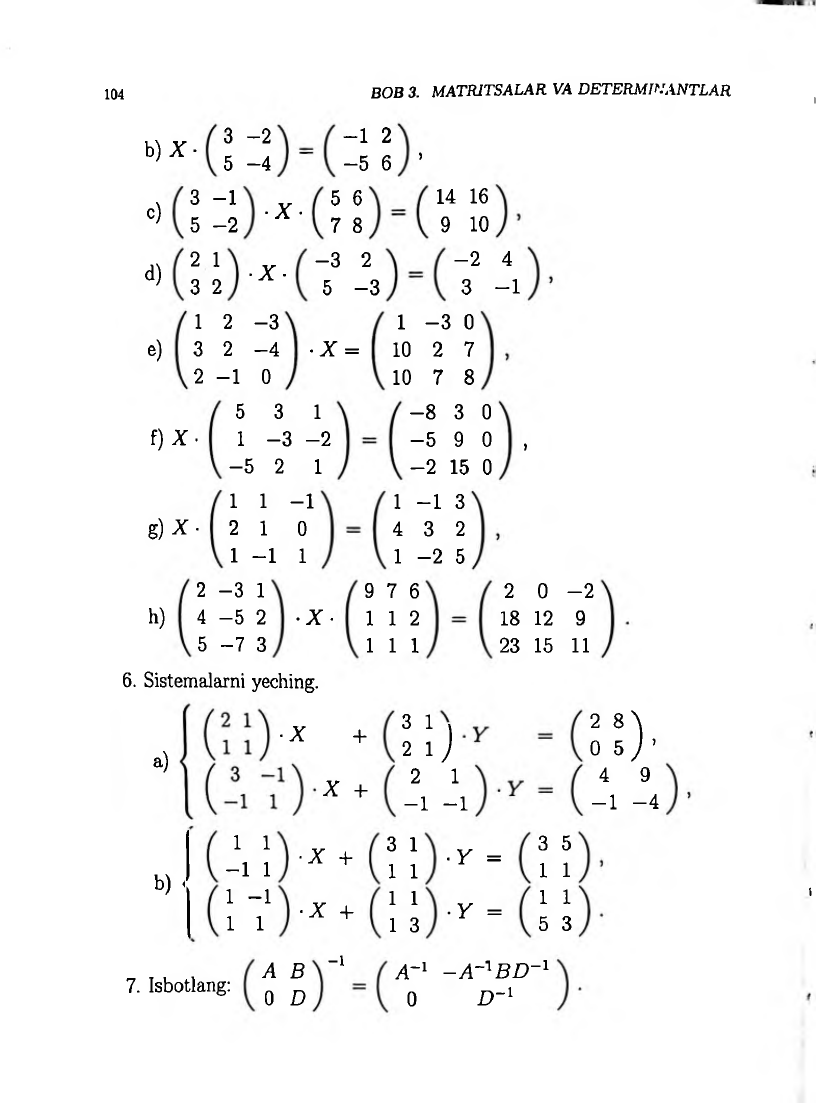 104 BOB 3. MATRITSALAR VA DETERMINANTLAR
b) X · ( 3 −2 ; 5 −4 ) = ( −1 2 ; −5 6 ) ,
c) ( 3 −1 ; 5 −2 ) · X · ( 5 6 ; 7 8 ) = ( 14 16 ; 9 10 ) ,
d) ( 2 1 ; 3 2 ) · X · ( −3 2 ; 5 −3 ) = ( −2 4 ; 3 −1 ) ,
e) ( 1 2 −3 ; 3 2 −4 ; 2 −1 0 ) · X = ( 1 −3 0 ; 10 2 7 ; 10 7 8 ) ,
f) X · ( 5 3 1 ; 1 −3 −2 ; −5 2 1 ) = ( −8 3 0 ; −5 9 0 ; −2 15 0 ) ,
g) X · ( 1 1 −1 ; 2 1 0 ; 1 −1 1 ) = ( 1 −1 3 ; 4 3 2 ; 1 −2 5 ) ,
h) ( 2 −3 1 ; 4 −5 2 ; 5 −7 3 ) · X · ( 9 7 6 ; 1 1 2 ; 1 1 1 ) = ( 2 0 −2 ; 18 12 9 ; 23 15 11 ) .
6. Sistemalarni yeching.
a) { ( 2 1 ; 1 1 ) · X + ( 3 1 ; 2 1 ) · Y = ( 2 8 ; 0 5 ) ,
( 3 −1 ; −1 1 ) · X + ( 2 1 ; −1 −1 ) · Y = ( 4 9 ; −1 −4 ) ,
b) { ( 1 1 ; −1 1 ) · X + ( 3 1 ; 1 1 ) · Y = ( 3 5 ; 1 1 ) ,
( 1 −1 ; 1 1 ) · X + ( 1 1 ; 1 3 ) · Y = ( 1 1 ; 5 3 ) .
7. Isbotlang: ( A B ; 0 D )⁻¹ = ( A⁻¹ −A⁻¹BD⁻¹ ; 0 D⁻¹ ) .